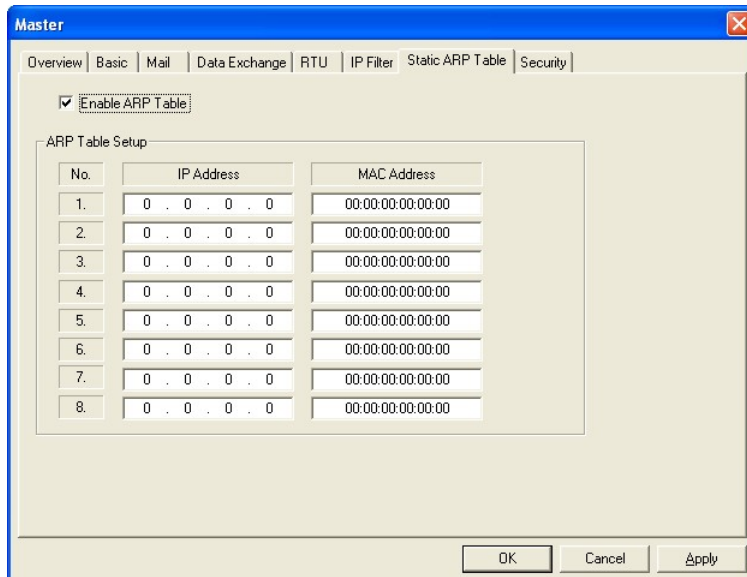 Master
Overview Basic Mail Data Exchange RTU IP Filter Static ARP Table Security
Enable ARP Table
ARP Table Setup
No. IP Address MAC Address
1. 0 . 0 . 0 . 0 00:00:00:00:00:00
2. 0 . 0 . 0 . 0 00:00:00:00:00:00
3. 0 . 0 . 0 . 0 00:00:00:00:00:00
4. 0 . 0 . 0 . 0 00:00:00:00:00:00
5. 0 . 0 . 0 . 0 00:00:00:00:00:00
6. 0 . 0 . 0 . 0 00:00:00:00:00:00
7. 0 . 0 . 0 . 0 00:00:00:00:00:00
8. 0 . 0 . 0 . 0 00:00:00:00:00:00
OK Cancel Apply